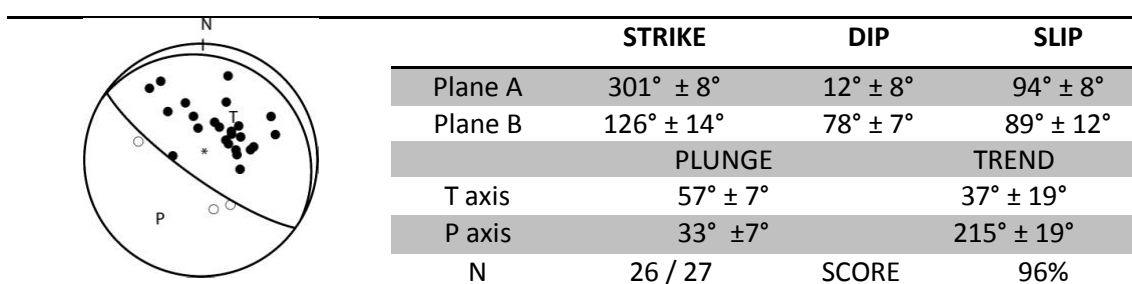 N
T
*
P
STRIKE DIP SLIP
Plane A 301° ± 8° 12° ± 8° 94° ± 8°
Plane B 126° ± 14° 78° ± 7° 89° ± 12°
PLUNGE TREND
T axis 57° ± 7° 37° ± 19°
P axis 33° ±7° 215° ± 19°
N 26 / 27 SCORE 96%